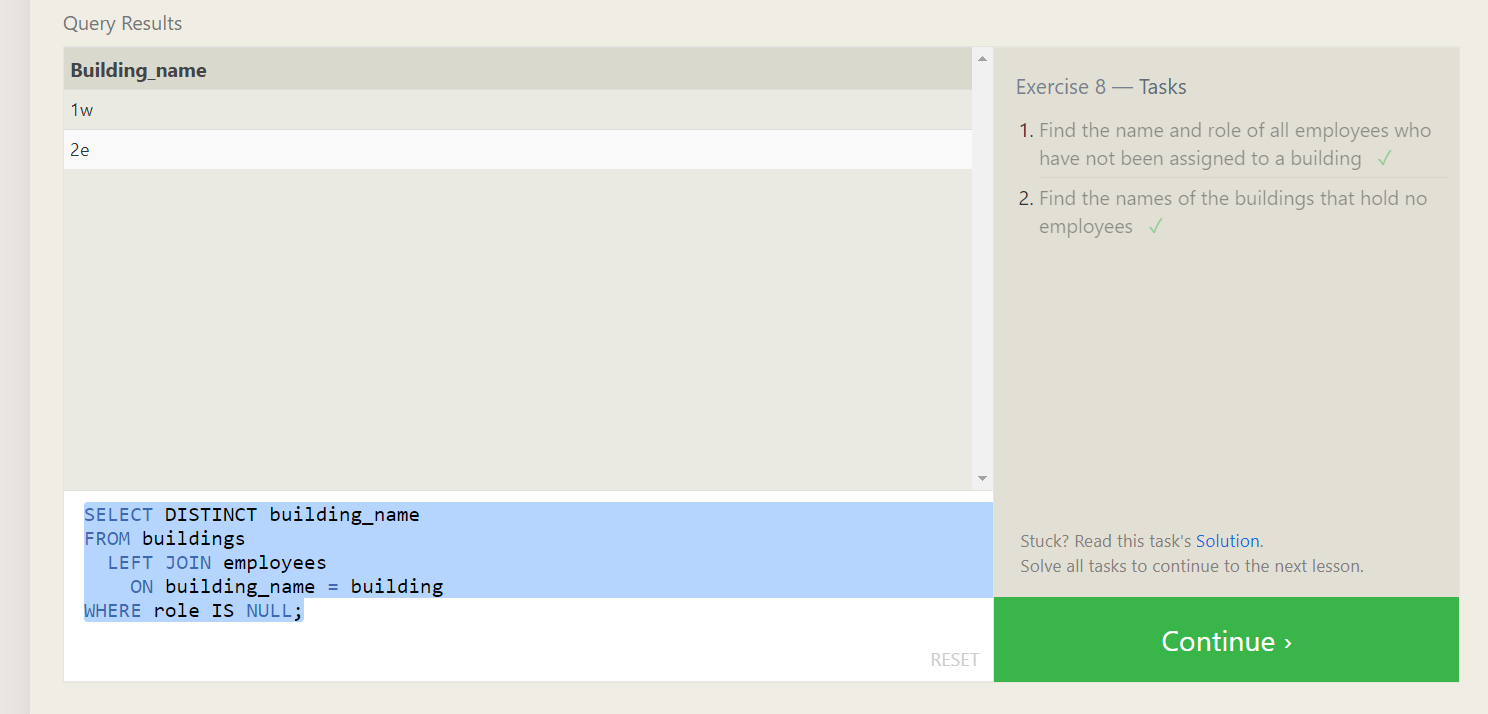 Query Results
Building_name
1w
2e
SELECT DISTINCT building_name
FROM buildings
  LEFT JOIN employees
    ON building_name = building
WHERE role IS NULL;
RESET
Exercise 8 — Tasks
1. Find the name and role of all employees who
have not been assigned to a building ✓
2. Find the names of the buildings that hold no
employees ✓
Stuck? Read this task's Solution.
Solve all tasks to continue to the next lesson.
Continue ›